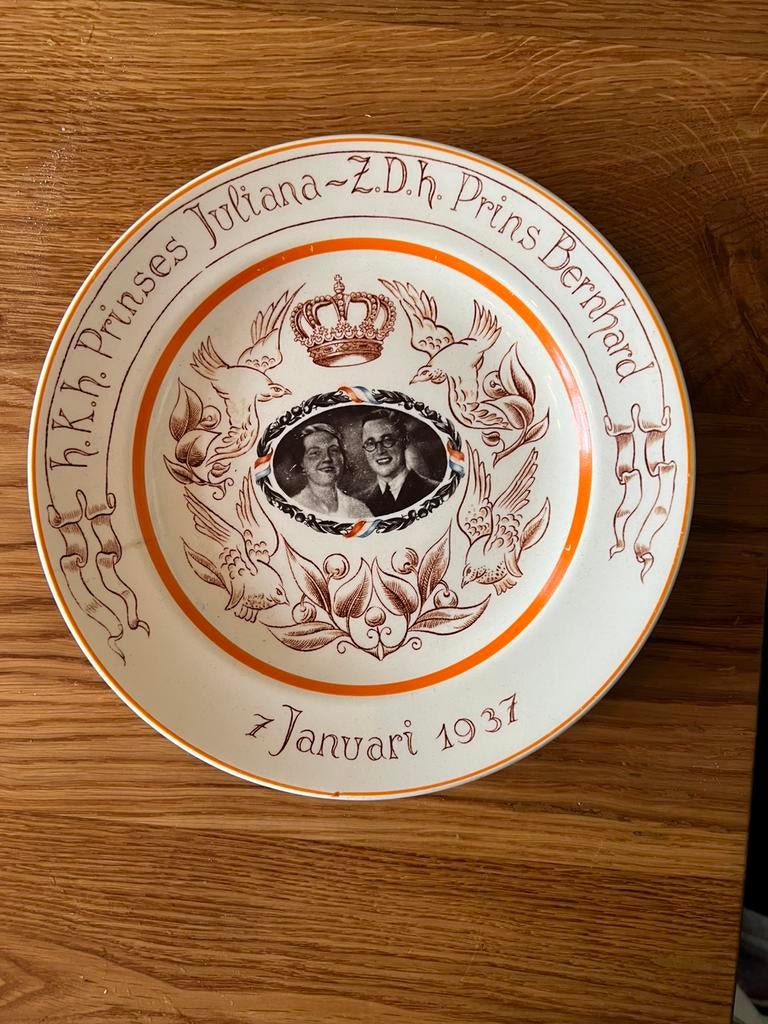 h.K.h. Prinses Juliana~Z.D.h. Prins Bernhard
7 Januari 1937